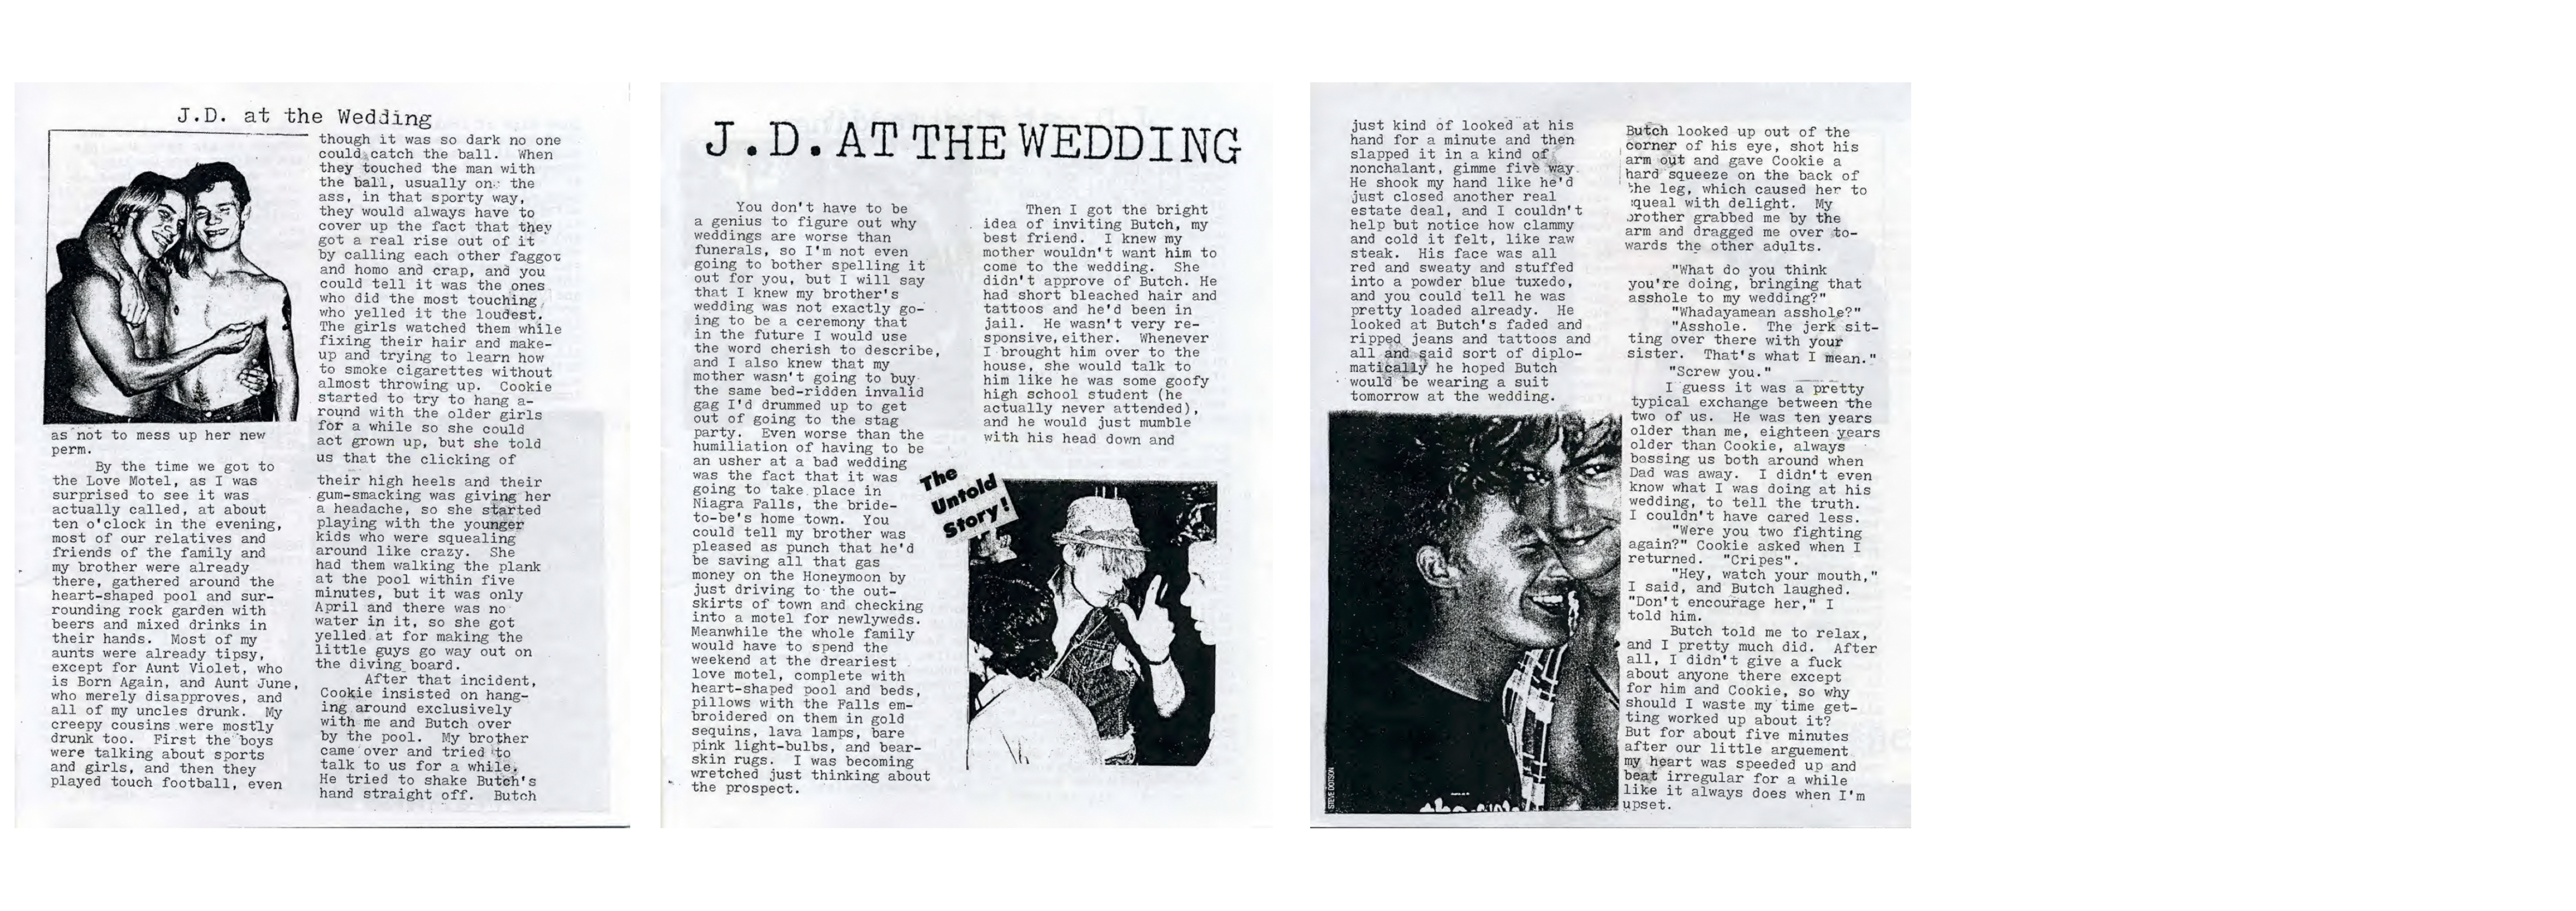 J.D. at the Wedding
as not to mess up her new
perm.
By the time we got to
the Love Motel, as I was
surprised to see it was
actually called, at about
ten o'clock in the evening,
most of our relatives and
friends of the family and
my brother were already
there, gathered around the
heart-shaped pool and sur-
rounding rock garden with
beers and mixed drinks in
their hands. Most of my
aunts were already tipsy,
except for Aunt Violet, who
is Born Again, and Aunt June,
who merely disapproves, and
all of my uncles drunk. My
creepy cousins were mostly
drunk too. First the boys
were talking about sports
and girls, and then they
played touch football, even
though it was so dark no one
could catch the ball. When
they touched the man with
the ball, usually on the
ass, in that sporty way,
they would always have to
cover up the fact that they
got a real rise out of it
by calling each other faggot
and homo and crap, and you
could tell it was the ones
who did the most touching
who yelled it the loudest.
The girls watched them while
fixing their hair and make-
up and trying to learn how
to smoke cigarettes without
almost throwing up. Cookie
started to try to hang a-
round with the older girls
for a while so she could
act grown up, but she told
us that the clicking of
their high heels and their
gum-smacking was giving her
a headache, so she started
playing with the younger
kids who were squealing
around like crazy. She
had them walking the plank
at the pool within five
minutes, but it was only
April and there was no
water in it, so she got
yelled at for making the
little guys go way out on
the diving board.
After that incident,
Cookie insisted on hang-
ing around exclusively
with me and Butch over
by the pool. My brother
came over and tried to
talk to us for a while.
He tried to shake Butch's
hand straight off. Butch
J.D. AT THE WEDDING
You don't have to be
a genius to figure out why
weddings are worse than
funerals, so I'm not even
going to bother spelling it
out for you, but I will say
that I knew my brother's
wedding was not exactly go-
ing to be a ceremony that
in the future I would use
the word cherish to describe,
and I also knew that my
mother wasn't going to buy
the same bed-ridden invalid
gag I'd drummed up to get
out of going to the stag
party. Even worse than the
humiliation of having to be
an usher at a bad wedding
was the fact that it was
going to take place in
Niagra Falls, the bride-
to-be's home town. You
could tell my brother was
pleased as punch that he'd
be saving all that gas
money on the Honeymoon by
just driving to the out-
skirts of town and checking
into a motel for newlyweds.
Meanwhile the whole family
would have to spend the
weekend at the dreariest
love motel, complete with
heart-shaped pool and beds,
pillows with the Falls em-
broidered on them in gold
sequins, lava lamps, bare
pink light-bulbs, and bear-
skin rugs. I was becoming
wretched just thinking about
the prospect.
Then I got the bright
idea of inviting Butch, my
best friend. I knew my
mother wouldn't want him to
come to the wedding. She
didn't approve of Butch. He
had short bleached hair and
tattoos and he'd been in
jail. He wasn't very re-
sponsive, either. Whenever
I brought him over to the
house, she would talk to
him like he was some goofy
high school student (he
actually never attended),
and he would just mumble
with his head down and
The
Untold
Story!
just kind of looked at his
hand for a minute and then
slapped it in a kind of
nonchalant, gimme five way.
He shook my hand like he'd
just closed another real
estate deal, and I couldn't
help but notice how clammy
and cold it felt, like raw
steak. His face was all
red and sweaty and stuffed
into a powder blue tuxedo,
and you could tell he was
pretty loaded already. He
looked at Butch's faded and
ripped jeans and tattoos and
all and said sort of diplo-
matically he hoped Butch
would be wearing a suit
tomorrow at the wedding.
STEVE DOTSON
Butch looked up out of the
corner of his eye, shot his
arm out and gave Cookie a
hard squeeze on the back of
the leg, which caused her to
squeal with delight. My
brother grabbed me by the
arm and dragged me over to-
wards the other adults.
"What do you think
you're doing, bringing that
asshole to my wedding?"
"Whadayamean asshole?"
"Asshole. The jerk sit-
ting over there with your
sister. That's what I mean."
"Screw you."
I guess it was a pretty
typical exchange between the
two of us. He was ten years
older than me, eighteen years
older than Cookie, always
bossing us both around when
Dad was away. I didn't even
know what I was doing at his
wedding, to tell the truth.
I couldn't have cared less.
"Were you two fighting
again?" Cookie asked when I
returned. "Cripes".
"Hey, watch your mouth,"
I said, and Butch laughed.
"Don't encourage her," I
told him.
Butch told me to relax,
and I pretty much did. After
all, I didn't give a fuck
about anyone there except
for him and Cookie, so why
should I waste my time get-
ting worked up about it?
But for about five minutes
after our little arguement
my heart was speeded up and
beat irregular for a while
like it always does when I'm
upset.